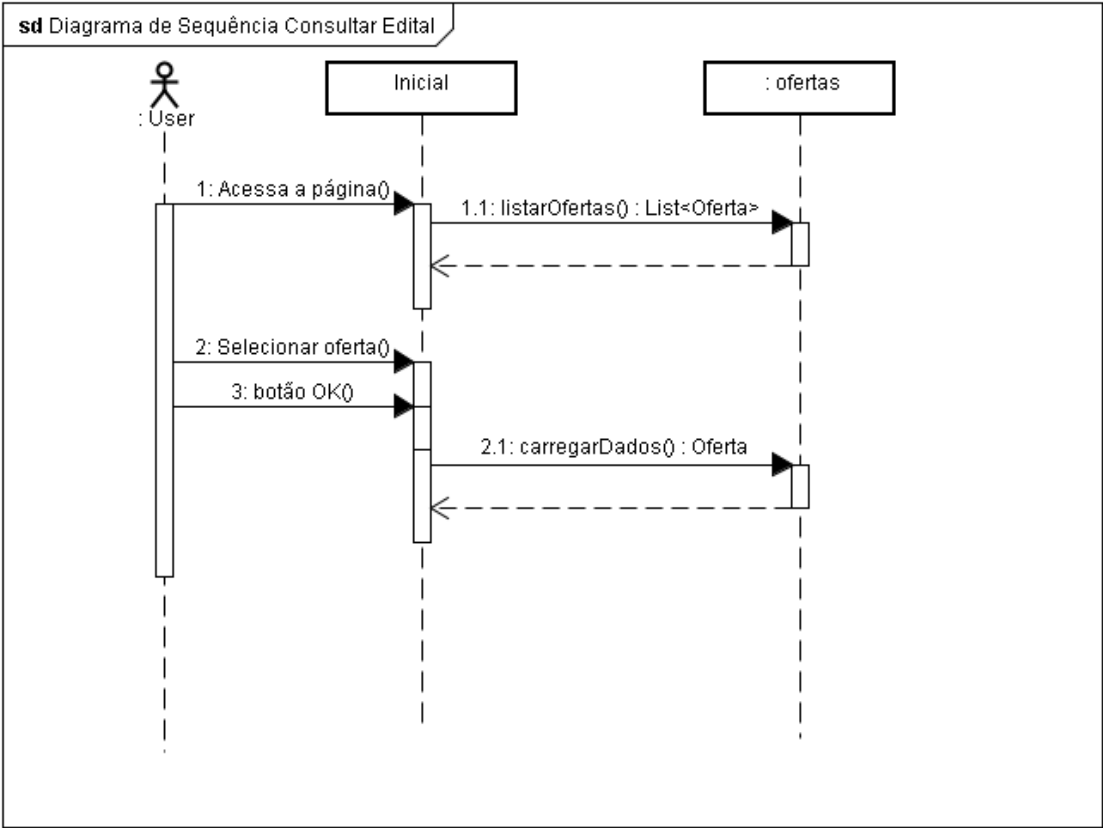 sd Diagrama de Sequência Consultar Edital
Inicial
: ofertas
: User
1: Acessa a página()
1.1: listarOfertas() : List<Oferta>
2: Selecionar oferta()
3: botão OK()
2.1: carregarDados() : Oferta